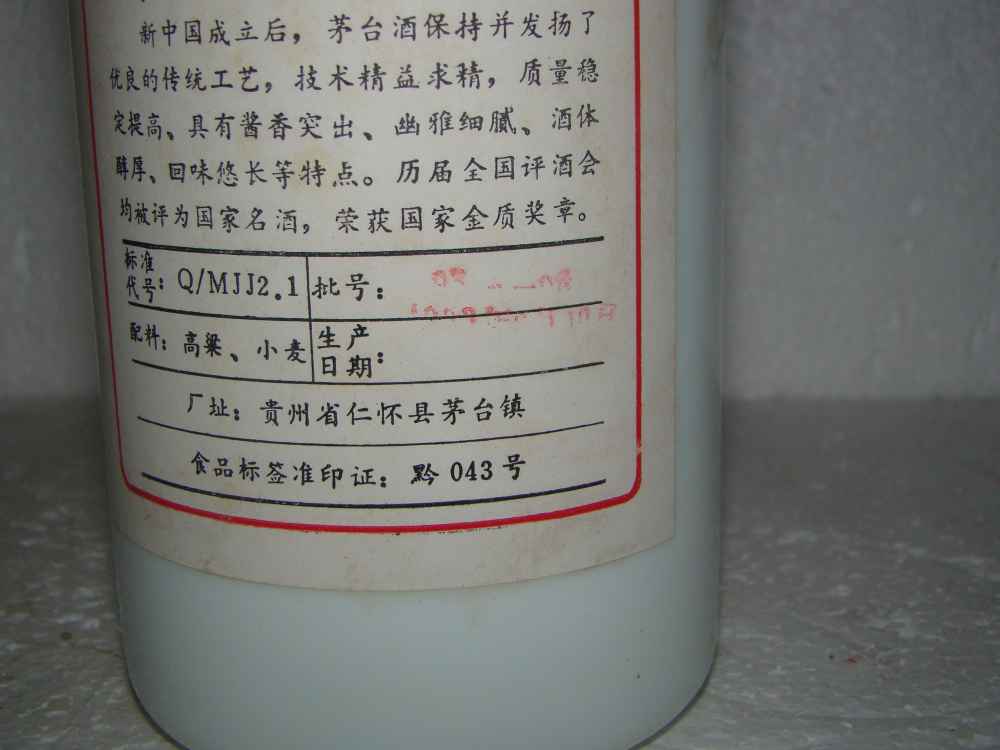 新中国成立后，茅台酒保持并发扬了
优良的传统工艺，技术精益求精，质量稳
定提高、具有酱香突出、幽雅细腻、酒体
醇厚、回味悠长等特点。历届全国评酒会
均被评为国家名酒，荣获国家金质奖章。
标准代号：Q/MJJ2.1 批号：
配料：高粱、小麦 生产日期：
厂址：贵州省仁怀县茅台镇
食品标签准印证：黔 043 号